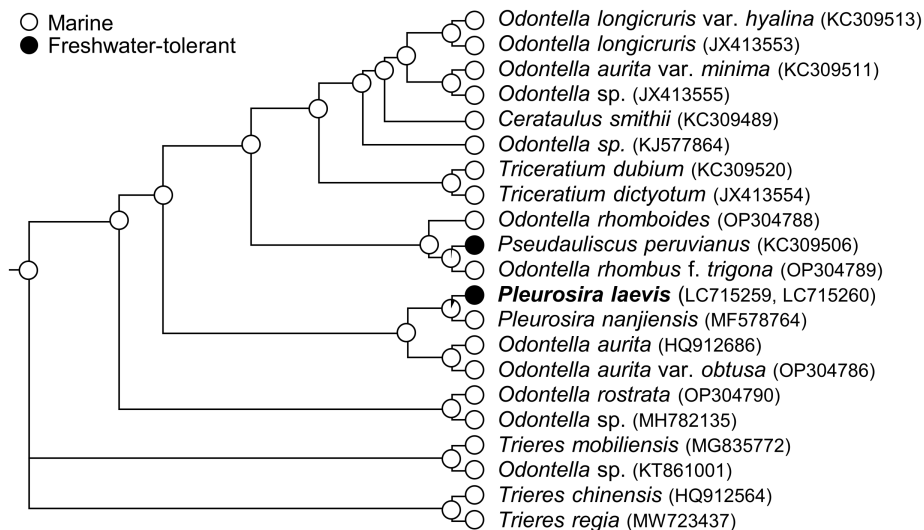 Marine
Freshwater-tolerant
Odontella longicruris var. hyalina (KC309513)
Odontella longicruris (JX413553)
Odontella aurita var. minima (KC309511)
Odontella sp. (JX413555)
Cerataulus smithii (KC309489)
Odontella sp. (KJ577864)
Triceratium dubium (KC309520)
Triceratium dictyotum (JX413554)
Odontella rhomboides (OP304788)
Pseudauliscus peruvianus (KC309506)
Odontella rhombus f. trigona (OP304789)
Pleurosira laevis (LC715259, LC715260)
Pleurosira nanjiensis (MF578764)
Odontella aurita (HQ912686)
Odontella aurita var. obtusa (OP304786)
Odontella rostrata (OP304790)
Odontella sp. (MH782135)
Trieres mobiliensis (MG835772)
Odontella sp. (KT861001)
Trieres chinensis (HQ912564)
Trieres regia (MW723437)